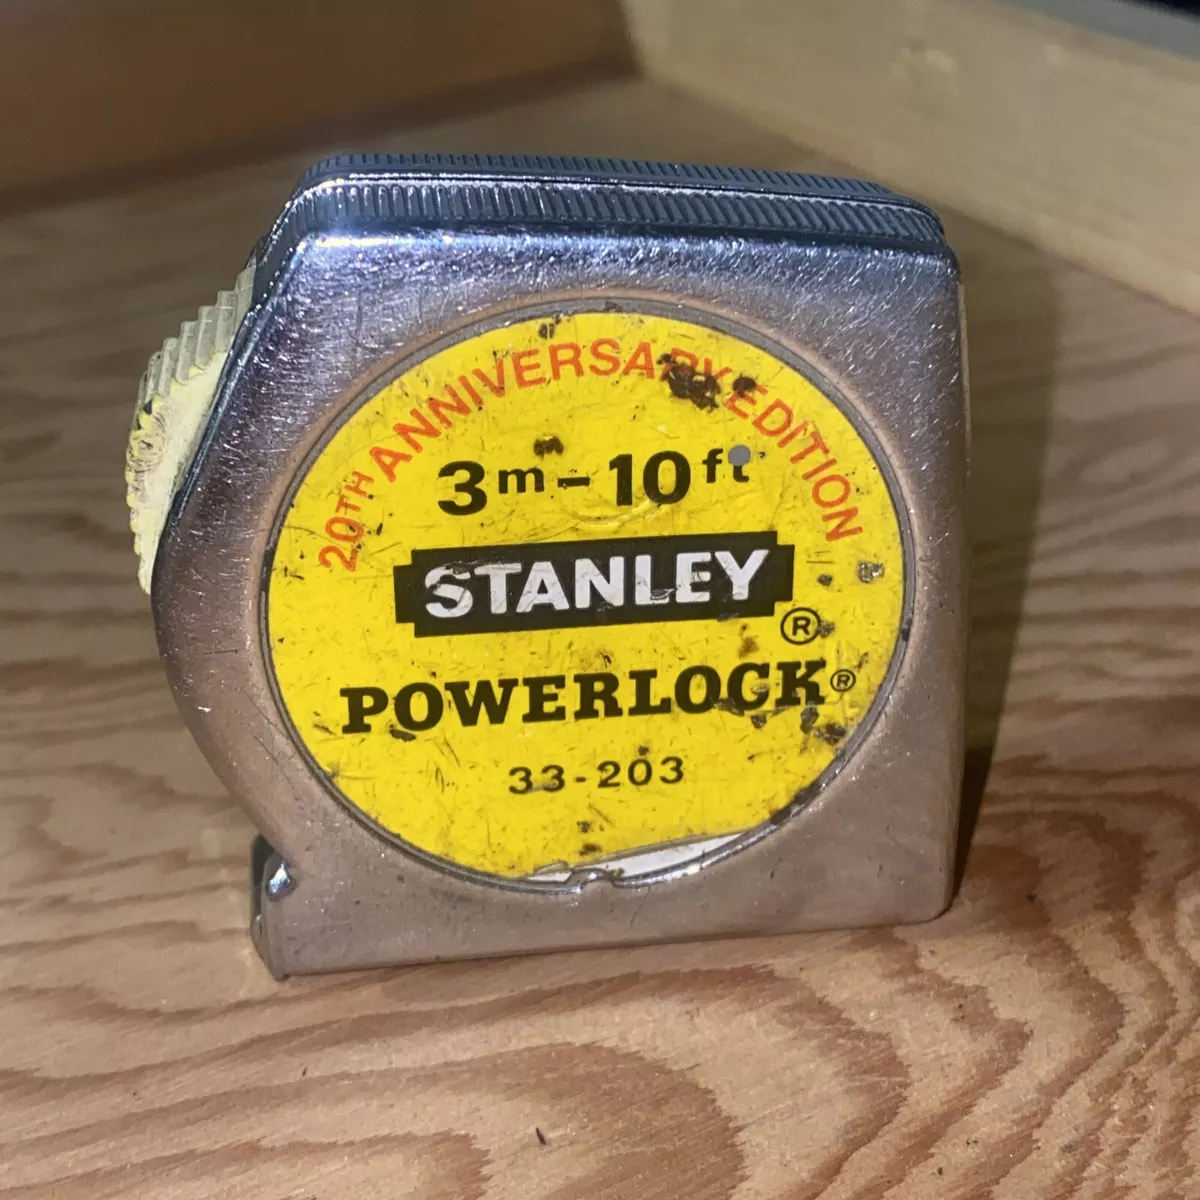 20TH ANNIVERSARY EDITION
3m - 10ft
STANLEY
®
POWERLOCK®
33-203